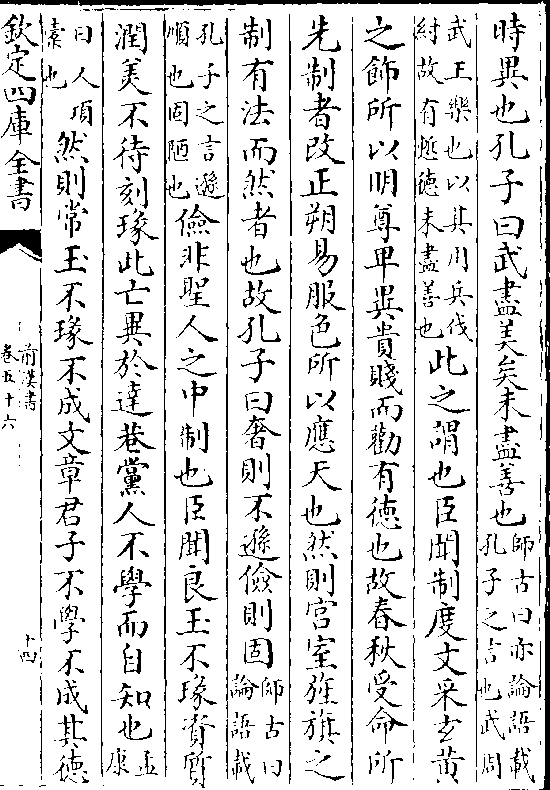 時異也孔子曰武盡美矣未盡善也師古曰亦論語載孔子之言也武周
武王樂也以其用兵伐紂故有慙德未盡善也此之謂也臣聞制度文采玄黃
之飾所以明尊卑異貴賤而勸有德也故春秋受命所
先制者改正朔易服色所以應天也然則宮室旌旗之
制有法而然者也故孔子曰奢則不遜儉則固師古曰論語載
孔子之言遜順也固陋也儉非聖人之中制也臣聞良玉不瑑資質
潤美不待刻瑑此亡異於達巷黨人不學而自知也孟康
曰人項橐也然則常玉不瑑不成文章君子不學不成其德
欽定四庫全書
前漢書
卷五十六
十四